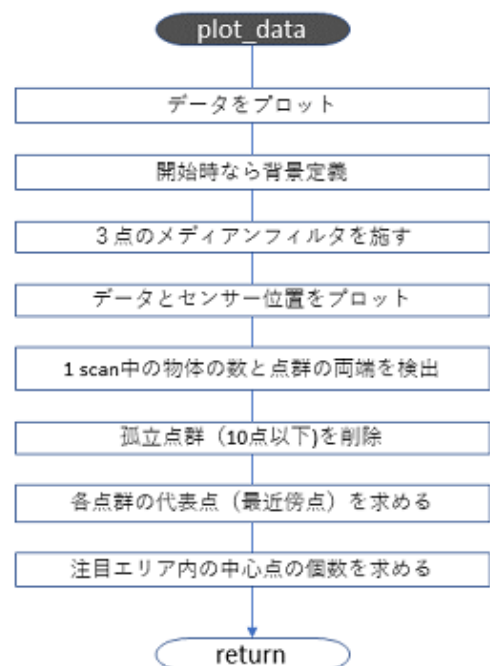 plot_data
データをプロット
開始時なら背景定義
３点のメディアンフィルタを施す
データとセンサー位置をプロット
1 scan中の物体の数と点群の両端を検出
孤立点群（10点以下)を削除
各点群の代表点（最近傍点）を求める
注目エリア内の中心点の個数を求める
return